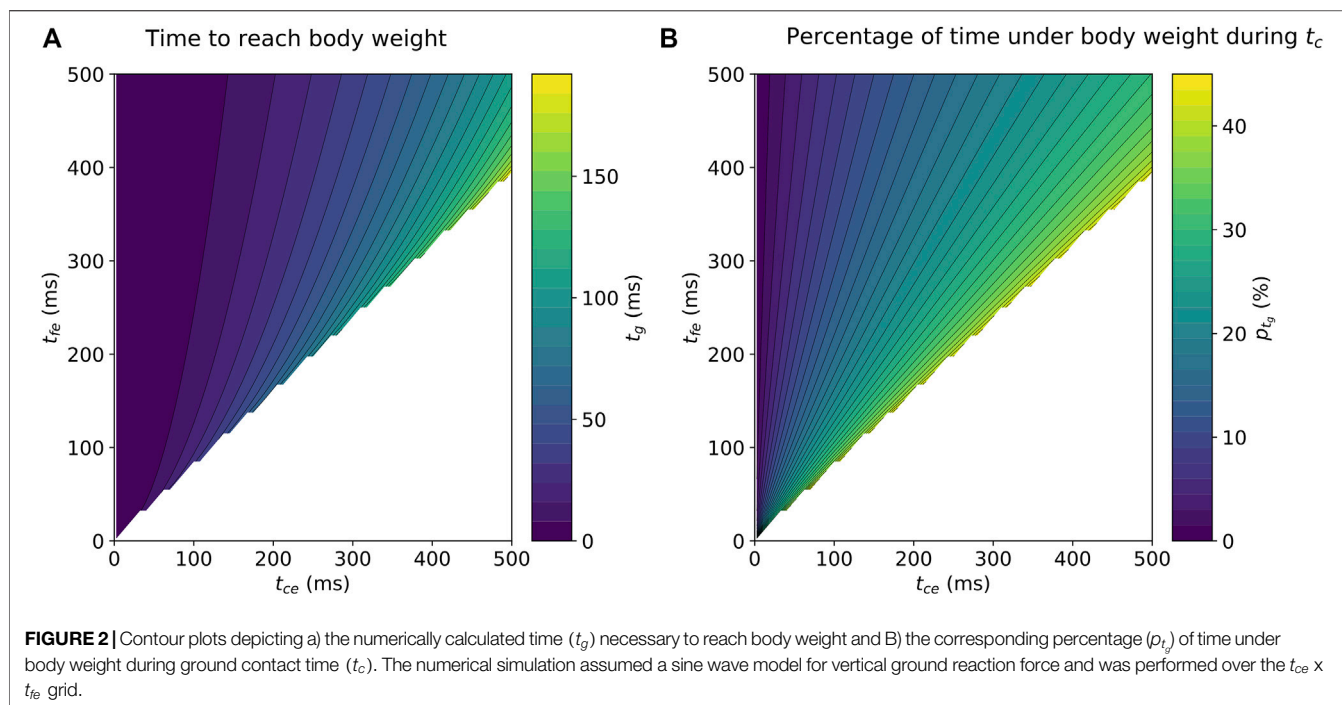 A
Time to reach body weight
500
400
300
200
100
0
t_fe (ms)
0 100 200 300 400 500
t_ce (ms)
150
100
50
0
t_g (ms)
B
Percentage of time under body weight during t_c
500
400
300
200
100
0
t_fe (ms)
0 100 200 300 400 500
t_ce (ms)
40
30
20
10
0
p_t_g (%)
FIGURE 2 | Contour plots depicting a) the numerically calculated time (t_g) necessary to reach body weight and B) the corresponding percentage (p_t_g) of time under
body weight during ground contact time (t_c). The numerical simulation assumed a sine wave model for vertical ground reaction force and was performed over the t_ce x
t_fe grid.